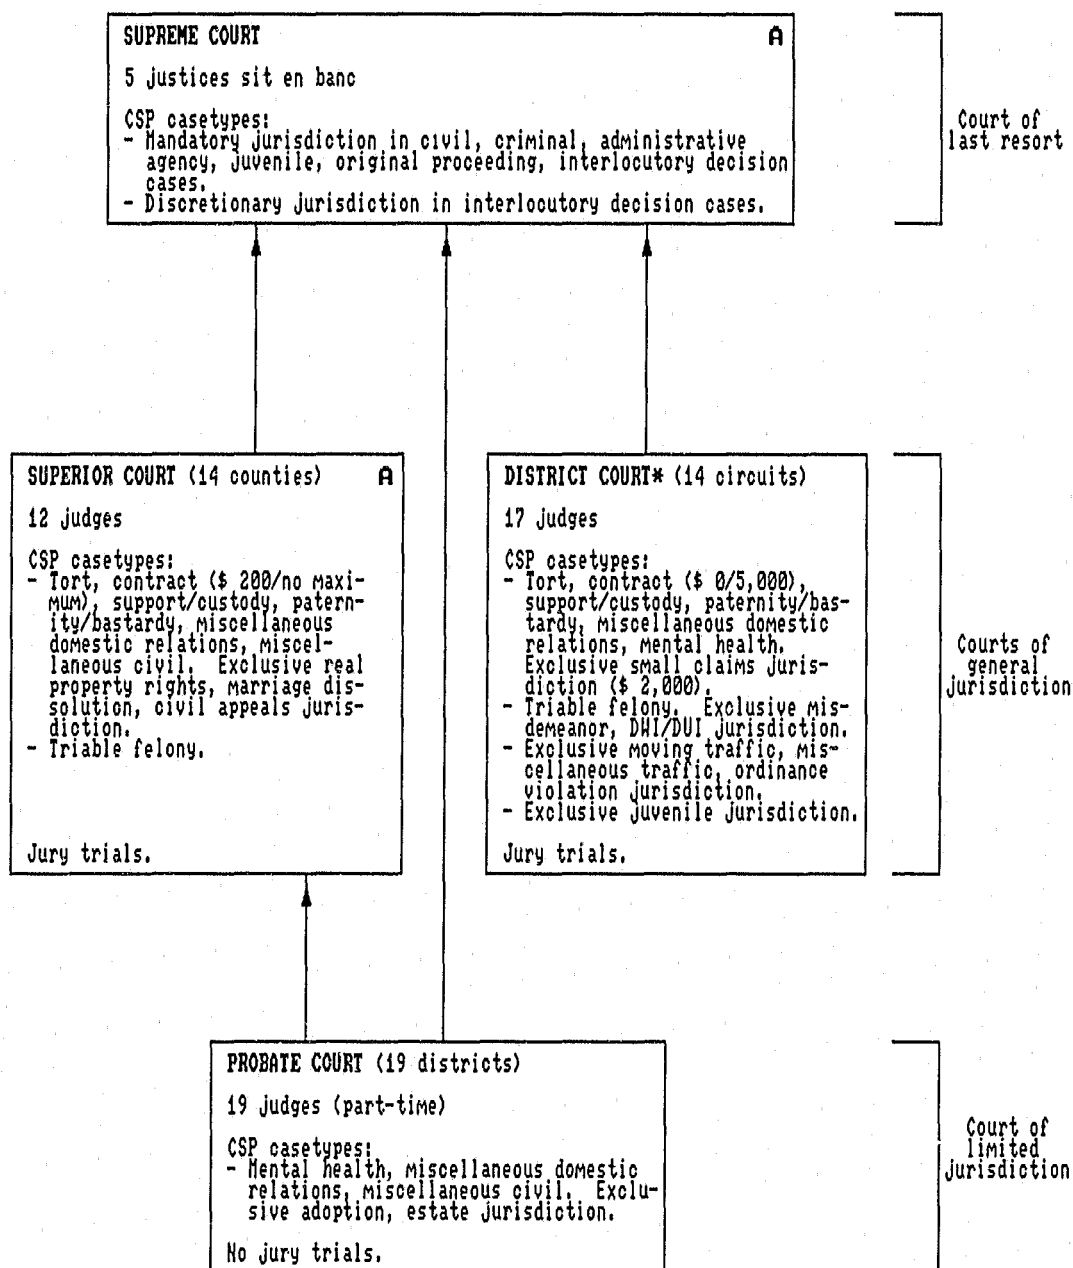 SUPREME COURT A
5 justices sit en banc
CSP casetypes:
- Mandatory jurisdiction in civil, criminal, administrative
agency, juvenile, original proceeding, interlocutory decision
cases.
- Discretionary jurisdiction in interlocutory decision cases.
Court of
last resort
SUPERIOR COURT (14 counties) A
12 judges
CSP casetypes:
- Tort, contract ($ 200/no maxi-
mum), support/custody, patern-
ity/bastardy, miscellaneous
domestic relations, miscel-
laneous civil. Exclusive real
property rights, marriage dis-
solution, civil appeals juris-
diction.
- Triable felony.
Jury trials.
DISTRICT COURT* (14 circuits)
17 judges
CSP casetypes:
- Tort, contract ($ 0/5,000),
support/custody, paternity/bas-
tardy, miscellaneous domestic
relations, mental health.
Exclusive small claims juris-
diction ($ 2,000).
- Triable felony. Exclusive mis-
demeanor, DWI/DUI jurisdiction.
- Exclusive moving traffic, mis-
cellaneous traffic, ordinance
violation jurisdiction.
- Exclusive juvenile jurisdiction.
Jury trials.
Courts of
general
jurisdiction
PROBATE COURT (19 districts)
19 judges (part-time)
CSP casetypes:
- Mental health, miscellaneous domestic
relations, miscellaneous civil. Exclu-
sive adoption, estate jurisdiction.
No jury trials.
Court of
limited
jurisdiction